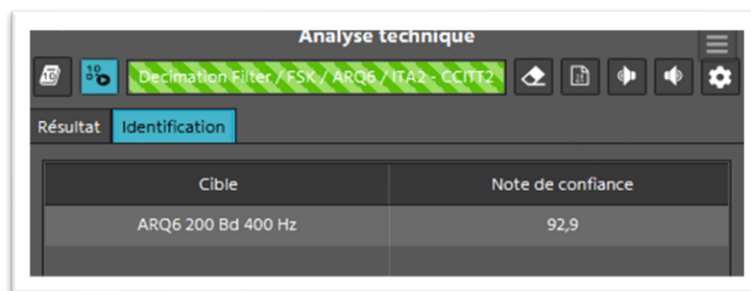 Analyse technique
Decimation Filter / FSK / ARQ6 / ITA2 - CCITT2
Résultat Identification
Cible Note de confiance
ARQ6 200 Bd 400 Hz 92,9